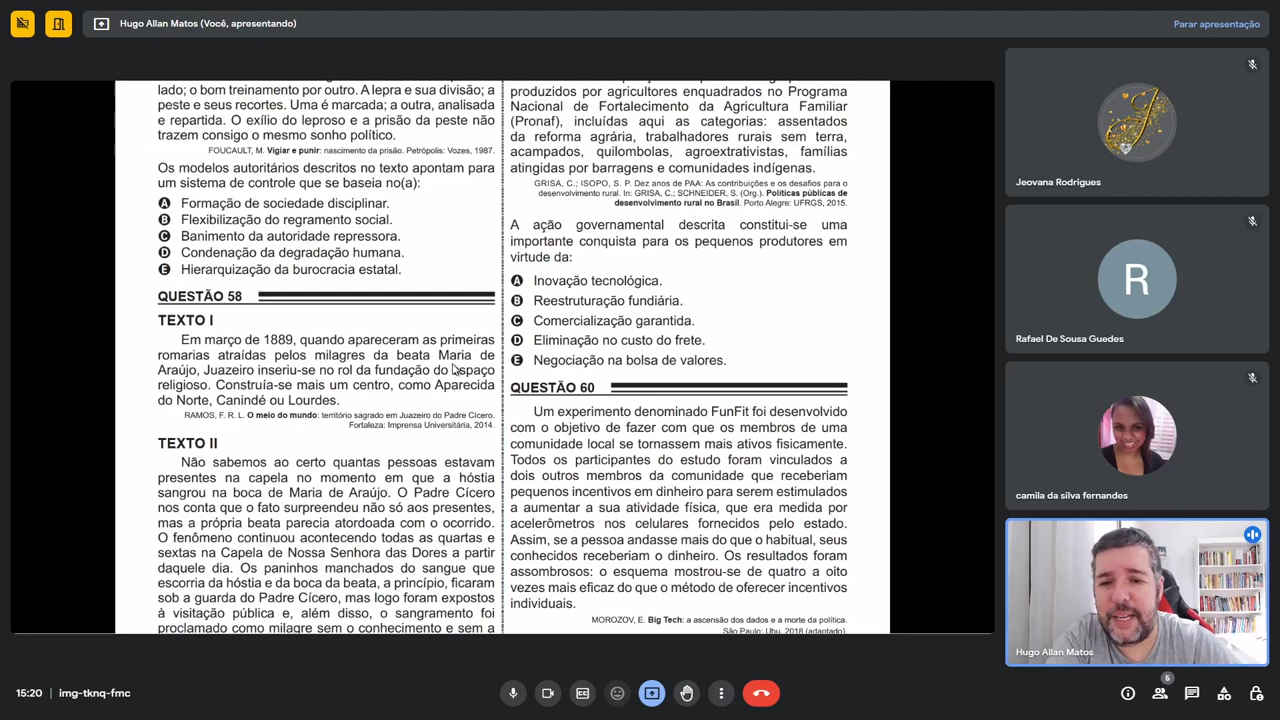 Hugo Allan Matos (Você, apresentando)
Parar apresentação
lado; o bom treinamento por outro. A lepra e sua divisão; a
peste e seus recortes. Uma é marcada; a outra, analisada
e repartida. O exílio do leproso e a prisão da peste não
trazem consigo o mesmo sonho político.
FOUCAULT, M. Vigiar e punir: nascimento da prisão. Petrópolis: Vozes, 1987.
Os modelos autoritários descritos no texto apontam para
um sistema de controle que se baseia no(a):
A Formação de sociedade disciplinar.
B Flexibilização do regramento social.
C Banimento da autoridade repressora.
D Condenação da degradação humana.
E Hierarquização da burocracia estatal.
QUESTÃO 58
TEXTO I
Em março de 1889, quando apareceram as primeiras
romarias atraídas pelos milagres da beata Maria de
Araújo, Juazeiro inseriu-se no rol da fundação do espaço
religioso. Construía-se mais um centro, como Aparecida
do Norte, Canindé ou Lourdes.
RAMOS, F. R. L. O meio do mundo: território sagrado em Juazeiro do Padre Cícero.
Fortaleza: Imprensa Universitária, 2014.
TEXTO II
Não sabemos ao certo quantas pessoas estavam
presentes na capela no momento em que a hóstia
sangrou na boca de Maria de Araújo. O Padre Cícero
nos conta que o fato surpreendeu não só aos presentes,
mas a própria beata parecia atordoada com o ocorrido.
O fenômeno continuou acontecendo todas as quartas e
sextas na Capela de Nossa Senhora das Dores a partir
daquele dia. Os paninhos manchados do sangue que
escorria da hóstia e da boca da beata, a princípio, ficaram
sob a guarda do Padre Cícero, mas logo foram expostos
à visitação pública e, além disso, o sangramento foi
proclamado como milagre sem o conhecimento e sem a
produzidos por agricultores enquadrados no Programa
Nacional de Fortalecimento da Agricultura Familiar
(Pronaf), incluídas aqui as categorias: assentados
da reforma agrária, trabalhadores rurais sem terra,
acampados, quilombolas, agroextrativistas, famílias
atingidas por barragens e comunidades indígenas.
GRISA, C.; ISOPO, S. P. Dez anos de PAA: As contribuições e os desafios para o
desenvolvimento rural. In: GRISA, C.; SCHNEIDER, S. (Org.). Políticas públicas de
desenvolvimento rural no Brasil. Porto Alegre: UFRGS, 2015.
A ação governamental descrita constitui-se uma
importante conquista para os pequenos produtores em
virtude da:
A Inovação tecnológica.
B Reestruturação fundiária.
C Comercialização garantida.
D Eliminação no custo do frete.
E Negociação na bolsa de valores.
QUESTÃO 60
Um experimento denominado FunFit foi desenvolvido
com o objetivo de fazer com que os membros de uma
comunidade local se tornassem mais ativos fisicamente.
Todos os participantes do estudo foram vinculados a
dois outros membros da comunidade que receberiam
pequenos incentivos em dinheiro para serem estimulados
a aumentar a sua atividade física, que era medida por
acelerômetros nos celulares fornecidos pelo estado.
Assim, se a pessoa andasse mais do que o habitual, seus
conhecidos receberiam o dinheiro. Os resultados foram
assombrosos: o esquema mostrou-se de quatro a oito
vezes mais eficaz do que o método de oferecer incentivos
individuais.
MOROZOV, E. Big Tech: a ascensão dos dados e a morte da política.
São Paulo: Ubu, 2018 (adaptado).
Jeovana Rodrigues
R
Rafael De Sousa Guedes
camila da silva fernandes
Hugo Allan Matos
15:20 | img-tknq-fmc
6